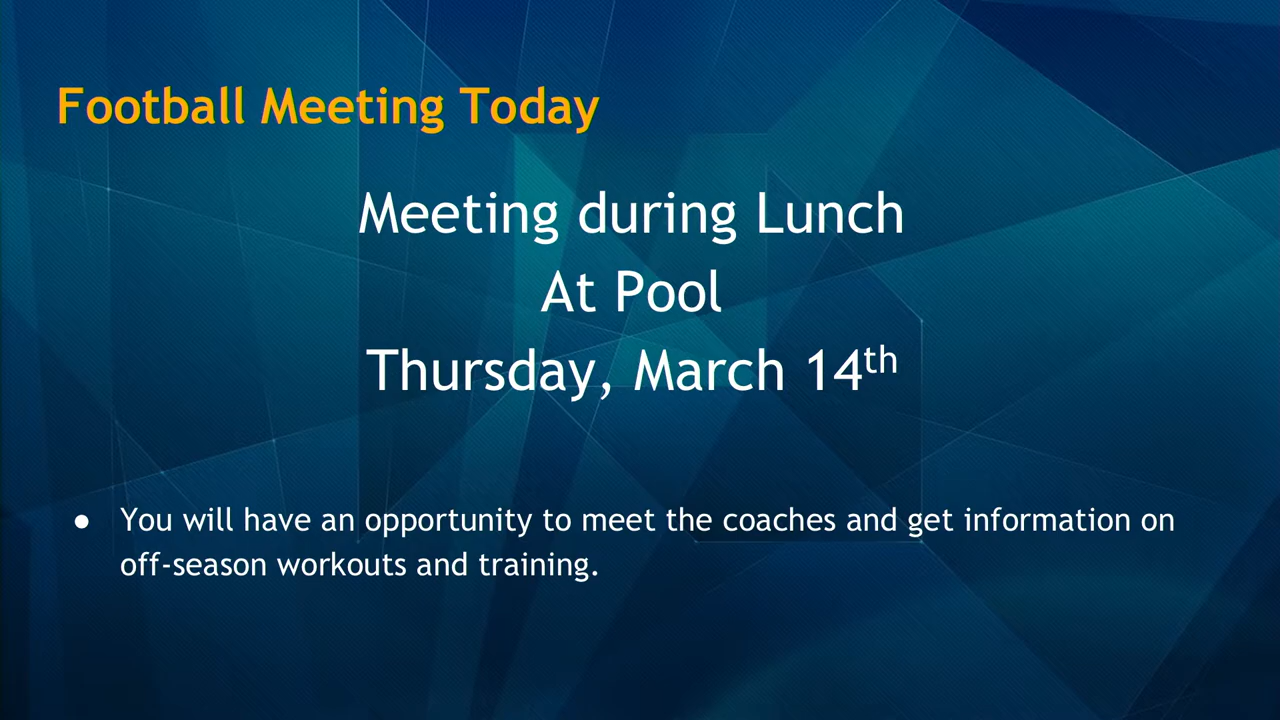 Football Meeting Today
Meeting during Lunch
At Pool
Thursday, March 14th
● You will have an opportunity to meet the coaches and get information on
off-season workouts and training.